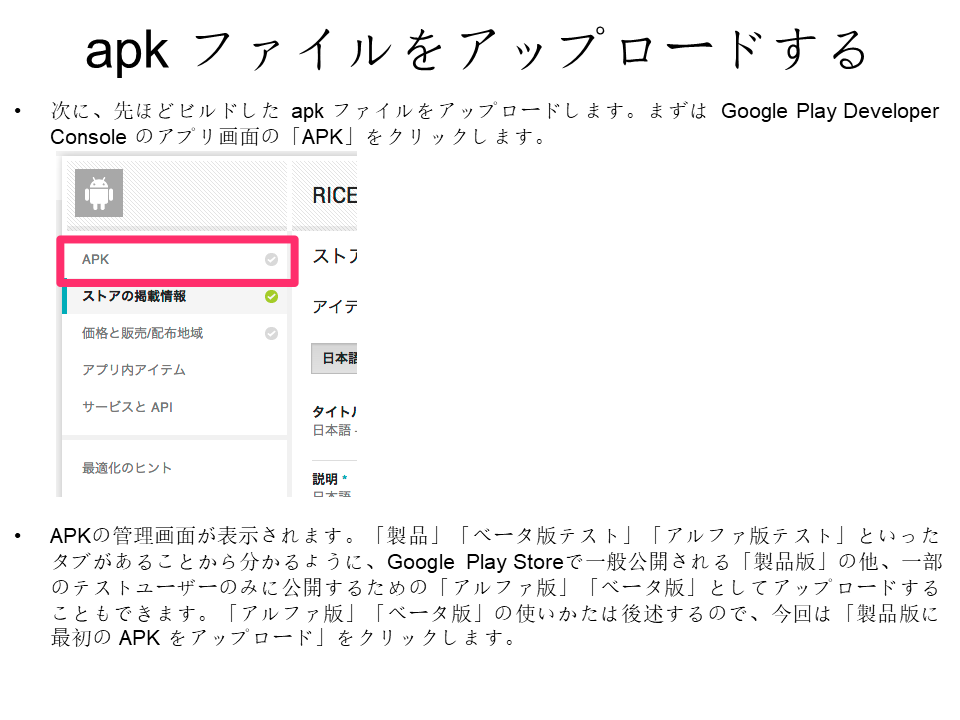 apk ファイルをアップロードする
• 次に、先ほどビルドした apk ファイルをアップロードします。まずは Google Play Developer
Console のアプリ画面の「APK」をクリックします。
RICE
APK
ストア
ストアの掲載情報
アイテ
価格と販売/配布地域
日本語
アプリ内アイテム
サービスと API
タイトル
日本語 -
最適化のヒント
説明 *
日本語
• APKの管理画面が表示されます。「製品」「ベータ版テスト」「アルファ版テスト」といった
タブがあることから分かるように、Google Play Storeで一般公開される「製品版」の他、一部
のテストユーザーのみに公開するための「アルファ版」「ベータ版」としてアップロードする
こともできます。「アルファ版」「ベータ版」の使いかたは後述するので、今回は「製品版に
最初の APK をアップロード」をクリックします。